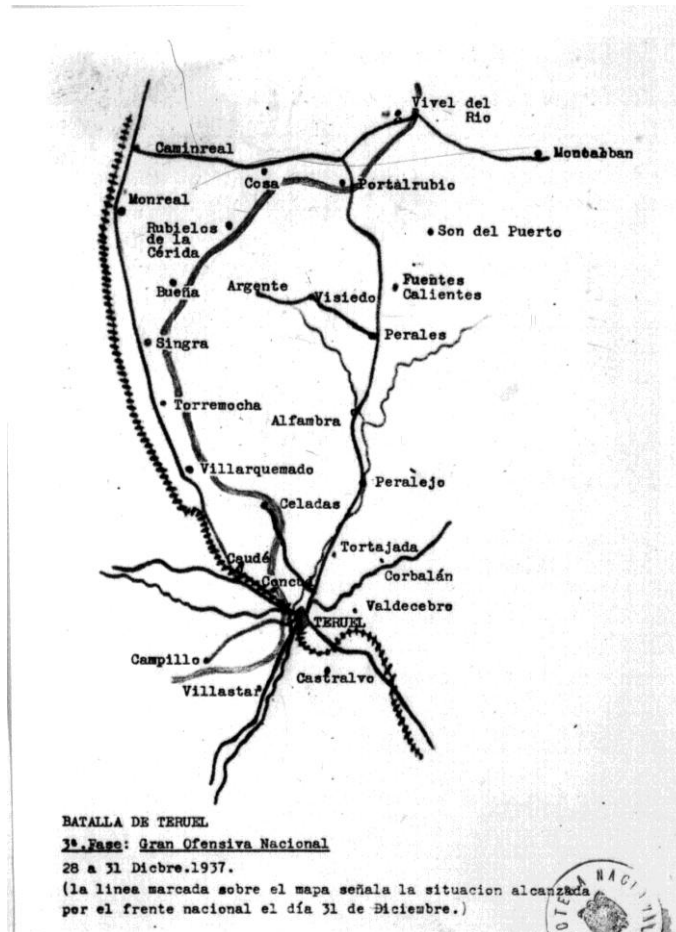 Vivel del
Rio
Caminreal
Cosa
Portalrubio
Monreal
Rubielos
de la
Cérida
Son del Puerto
Bueña
Argente
Visiedo
Fuentes
Calientes
Singra
Perales
Torremocha
Alfambra
Villarquemado
Peralejo
Celadas
Tortajada
Caudé
Corbalán
Valdecebro
TERUEL
Campillo
Castralvo
Villastar
BATALLA DE TERUEL
3ª.Fase: Gran Ofensiva Nacional
28 a 31 Dicbre.1937.
(la linea marcada sobre el mapa señala la situacion alcanzada
por el frente nacional el día 31 de Diciembre.)